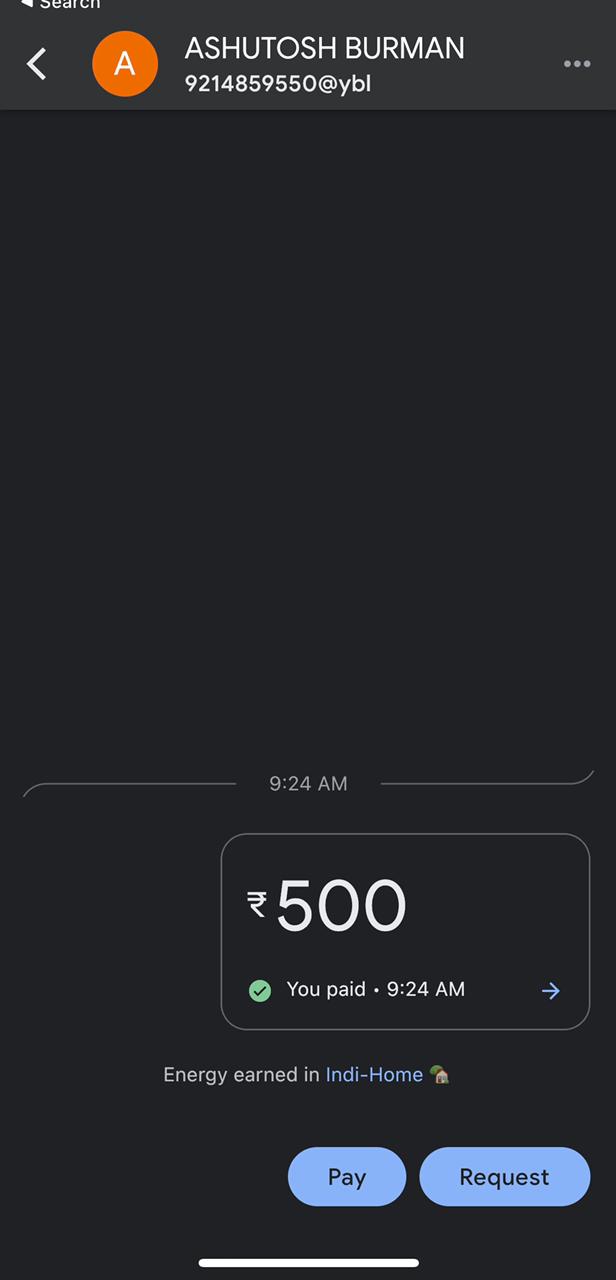 Search
A
ASHUTOSH BURMAN
9214859550@ybl
9:24 AM
₹500
You paid • 9:24 AM
Energy earned in Indi-Home
Pay
Request